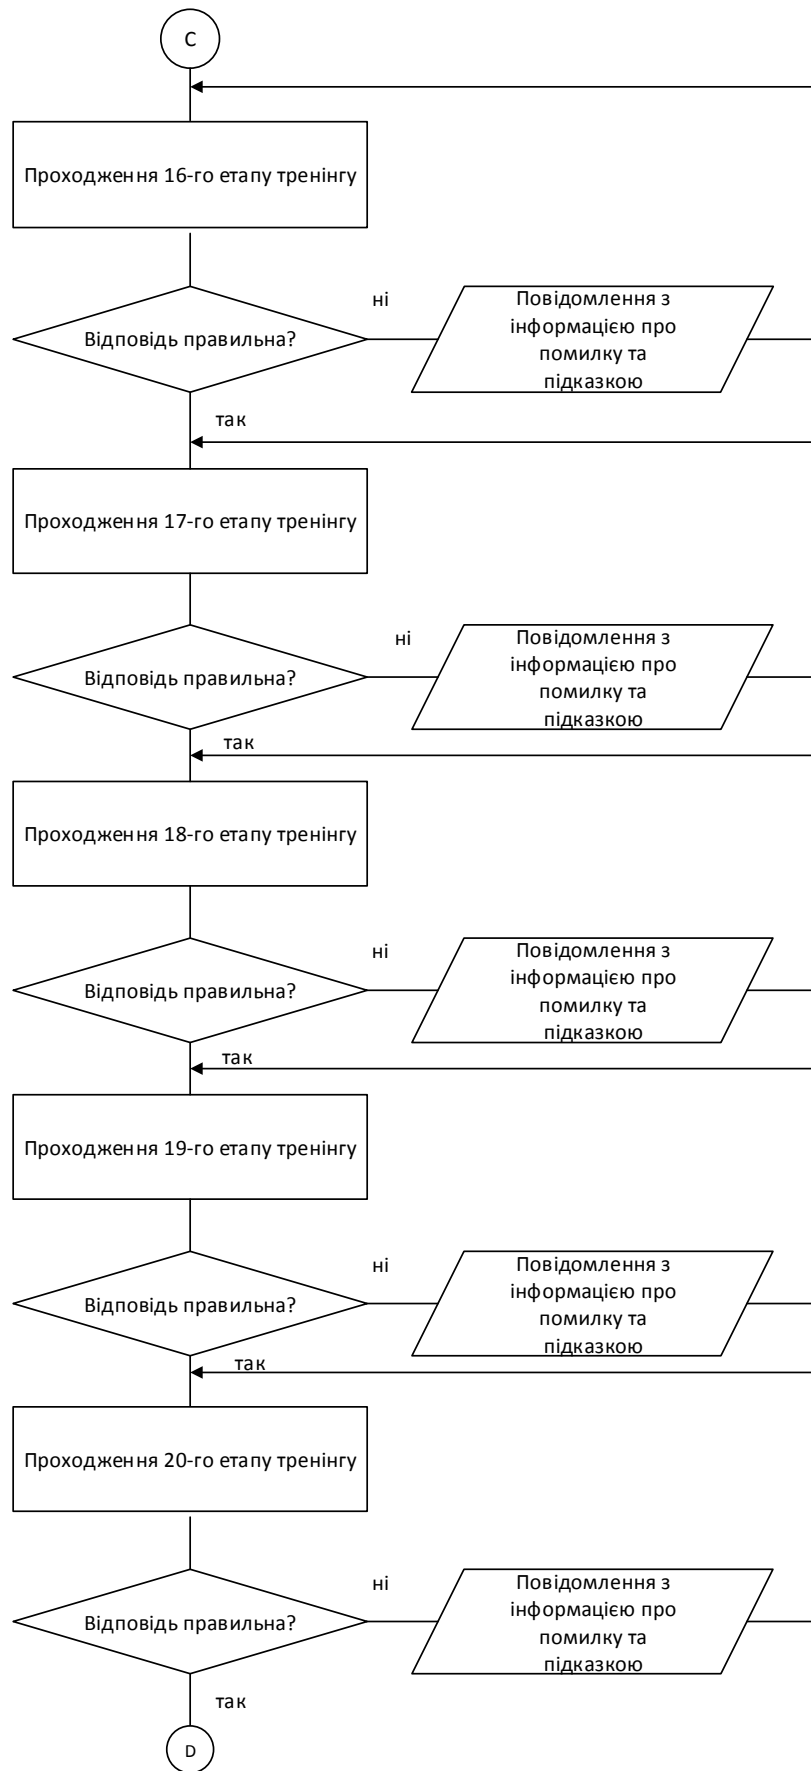 С
Проходження 16-го етапу тренінгу
ні
Відповідь правильна?
Повідомлення з
інформацією про
помилку та
підказкою
так
Проходження 17-го етапу тренінгу
ні
Відповідь правильна?
Повідомлення з
інформацією про
помилку та
підказкою
так
Проходження 18-го етапу тренінгу
ні
Відповідь правильна?
Повідомлення з
інформацією про
помилку та
підказкою
так
Проходження 19-го етапу тренінгу
ні
Відповідь правильна?
Повідомлення з
інформацією про
помилку та
підказкою
так
Проходження 20-го етапу тренінгу
ні
Відповідь правильна?
Повідомлення з
інформацією про
помилку та
підказкою
так
D